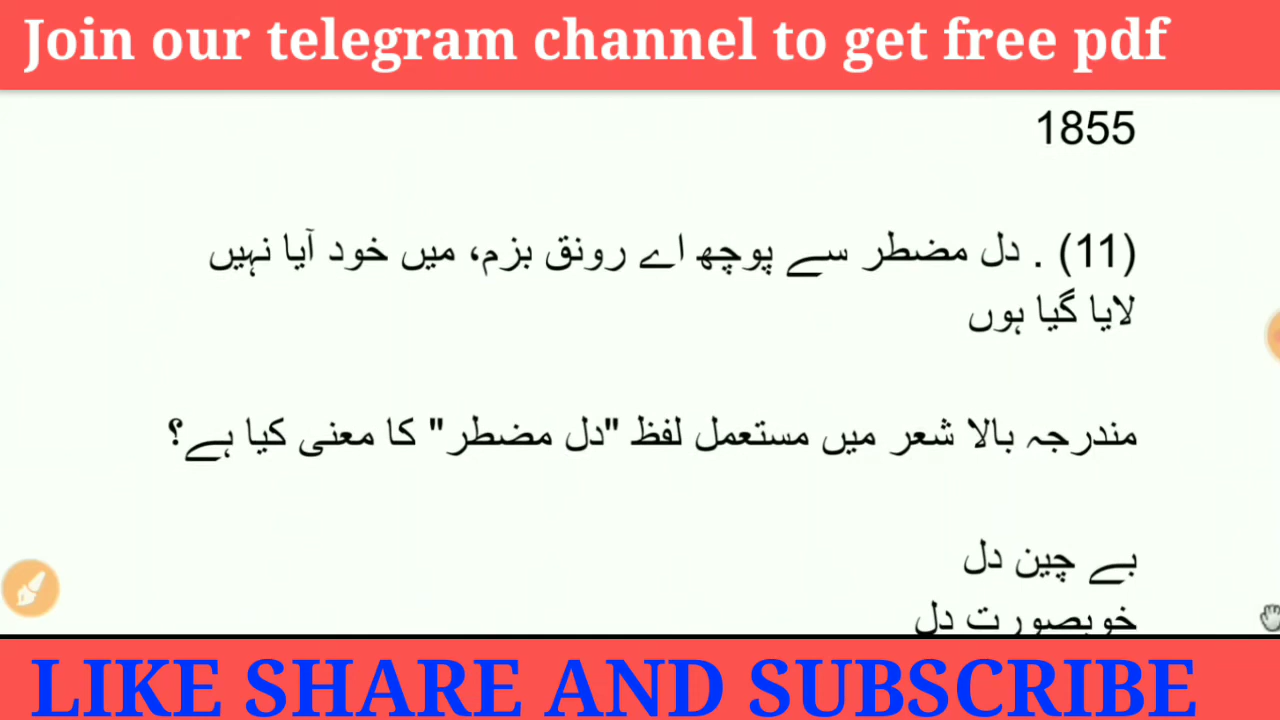 Join our telegram channel to get free pdf
1855
(11) . دل مضطر سے پوچھ اے رونق بزم، میں خود آیا نہیں
لایا گیا ہوں
مندرجہ بالا شعر میں مستعمل لفظ "دل مضطر" کا معنی کیا ہے؟
بے چین دل
خوبصورت دل
LIKE SHARE AND SUBSCRIBE